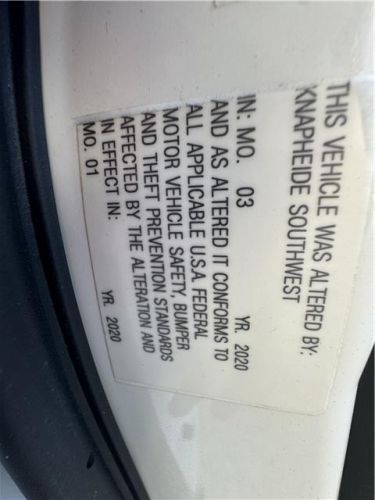 THIS VEHICLE WAS ALTERED BY:
KNAPHEIDE SOUTHWEST
IN: MO. 03 YR. 2020
AND AS ALTERED IT CONFORMS TO
ALL APPLICABLE U.S.A. FEDERAL
MOTOR VEHICLE SAFETY, BUMPER
AND THEFT PREVENTION STANDARDS
AFFECTED BY THE ALTERATION AND
IN EFFECT IN:
MO. 01 YR. 2020